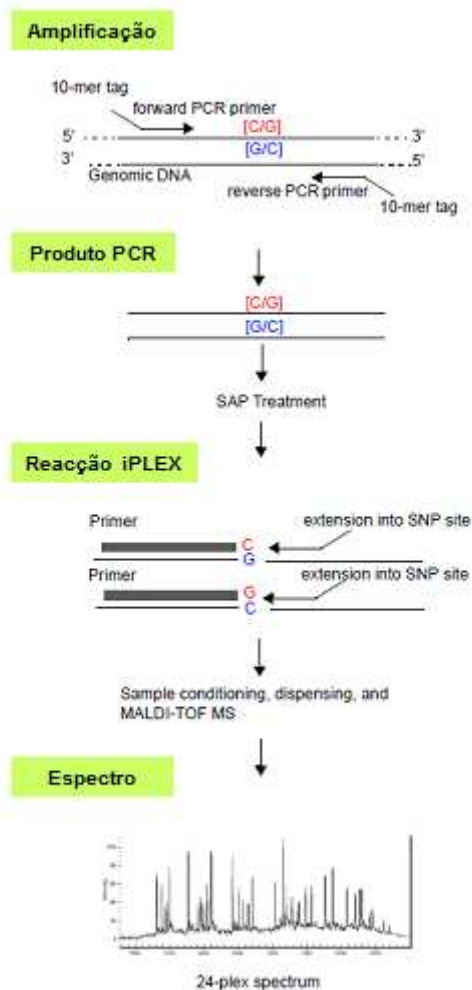 Amplificação
10-mer tag
forward PCR primer
[C/G]
5' 3'
[G/C]
3' 5'
Genomic DNA
reverse PCR primer
10-mer tag
Produto PCR
[C/G]
[G/C]
SAP Treatment
Reacção iPLEX
Primer
extension into SNP site
C
G
Primer
extension into SNP site
G
C
Sample conditioning, dispensing, and
MALDI-TOF MS
Espectro
24-plex spectrum